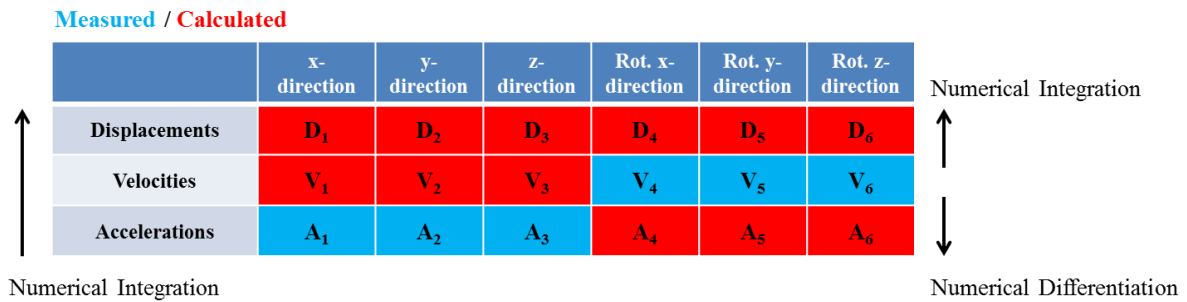 Measured / Calculated
x-direction y-direction z-direction Rot. x-direction Rot. y-direction Rot. z-direction
Numerical Integration
Displacements D₁ D₂ D₃ D₄ D₅ D₆
Velocities V₁ V₂ V₃ V₄ V₅ V₆
Accelerations A₁ A₂ A₃ A₄ A₅ A₆
Numerical Integration Numerical Differentiation